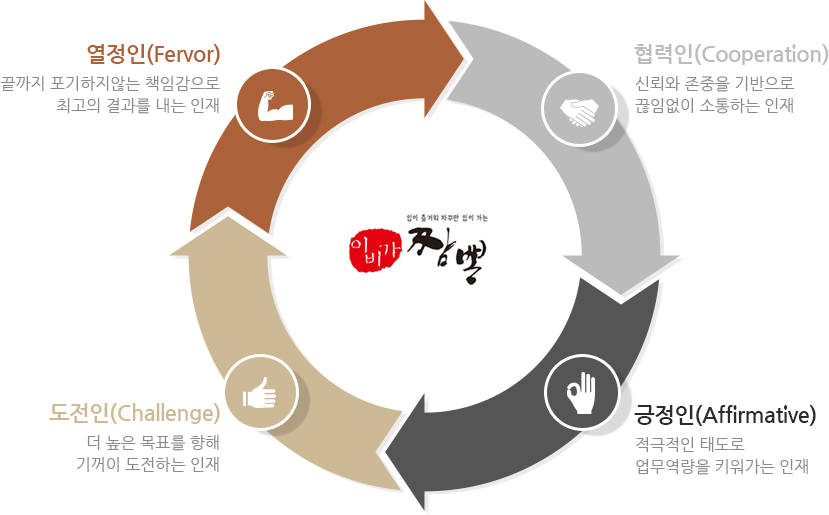 열정인(Fervor)
끝까지 포기하지않는 책임감으로
최고의 결과를 내는 인재
협력인(Cooperation)
신뢰와 존중을 기반으로
끊임없이 소통하는 인재
입이 즐거워 자꾸만 입이 가는
이비가
짬뽕
도전인(Challenge)
더 높은 목표를 향해
기꺼이 도전하는 인재
긍정인(Affirmative)
적극적인 태도로
업무역량을 키워가는 인재